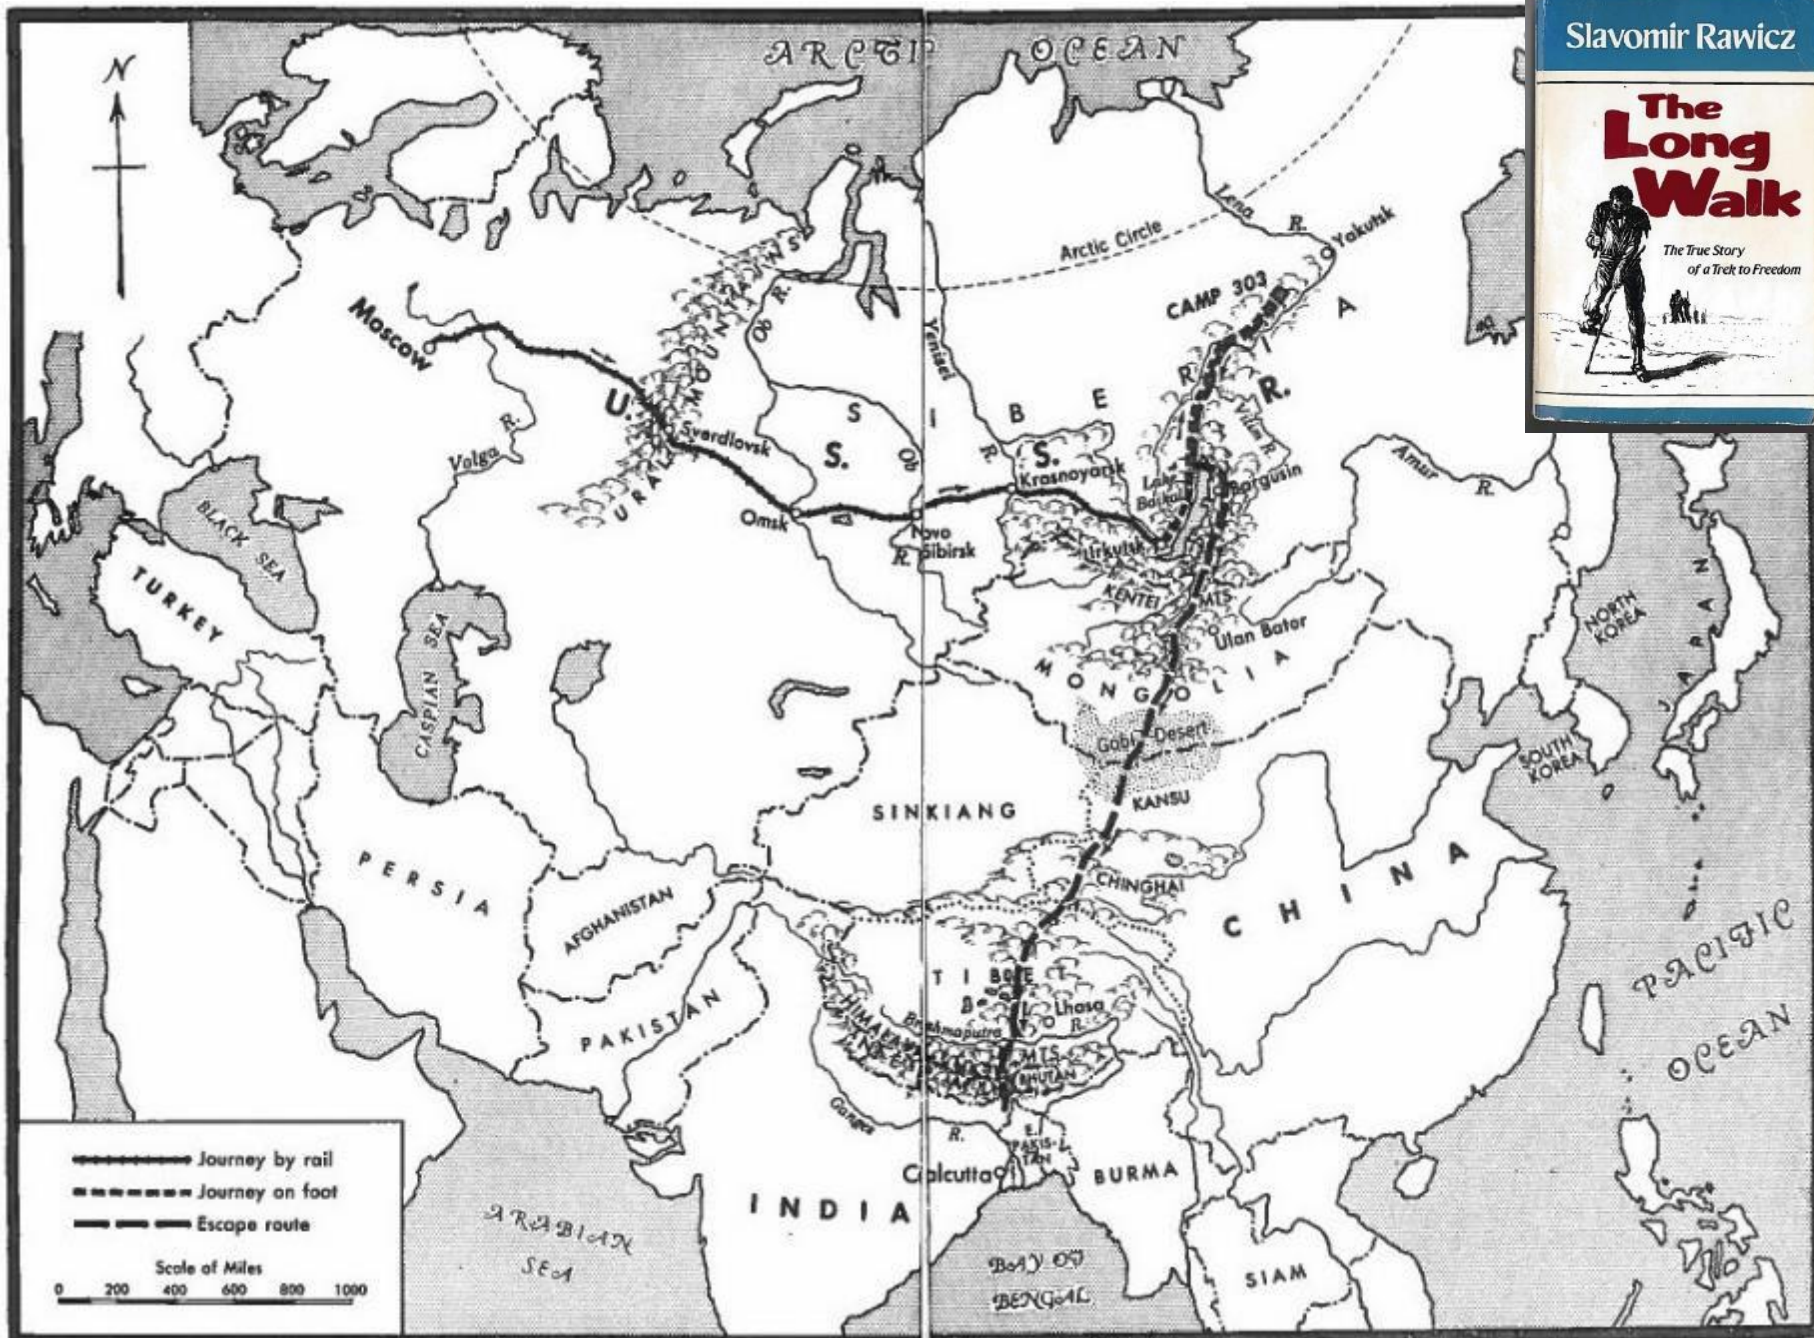 ARCTIC OCEAN
N
Slavomir Rawicz
The
Long
Walk
The True Story
of a Trek to Freedom
Lena R.
Yakutsk
Arctic Circle
CAMP 303
Moscow
URAL MOUNTAINS
Ob R.
Yenisei R.
U. S. S. R.
SIBERIA
Sverdlovsk
Volga R.
Ob
R.
Krasnoyarsk
Lake
Baikal
Vitim R.
Bargusin
Amur R.
Omsk
Novo
Sibirsk
Irkutsk
BLACK SEA
TURKEY
CASPIAN SEA
KENTEI MTS.
Ulan Bator
MONGOLIA
NORTH
KOREA
JAPAN
Gobi Desert
SOUTH
KOREA
KANSU
SINKIANG
PERSIA
CHINGHAI
AFGHANISTAN
CHINA
TIBET
Lhasa
PACIFIC
OCEAN
PAKISTAN
Brahmaputra R.
HIMALAYA
MTS.
BHUTAN
Ganges R.
E.
PAKIS-
TAN
Calcutta
BURMA
INDIA
ARABIAN
SEA
BAY OF
BENGAL
SIAM
Journey by rail
Journey on foot
Escape route
Scale of Miles
0 200 400 600 800 1000